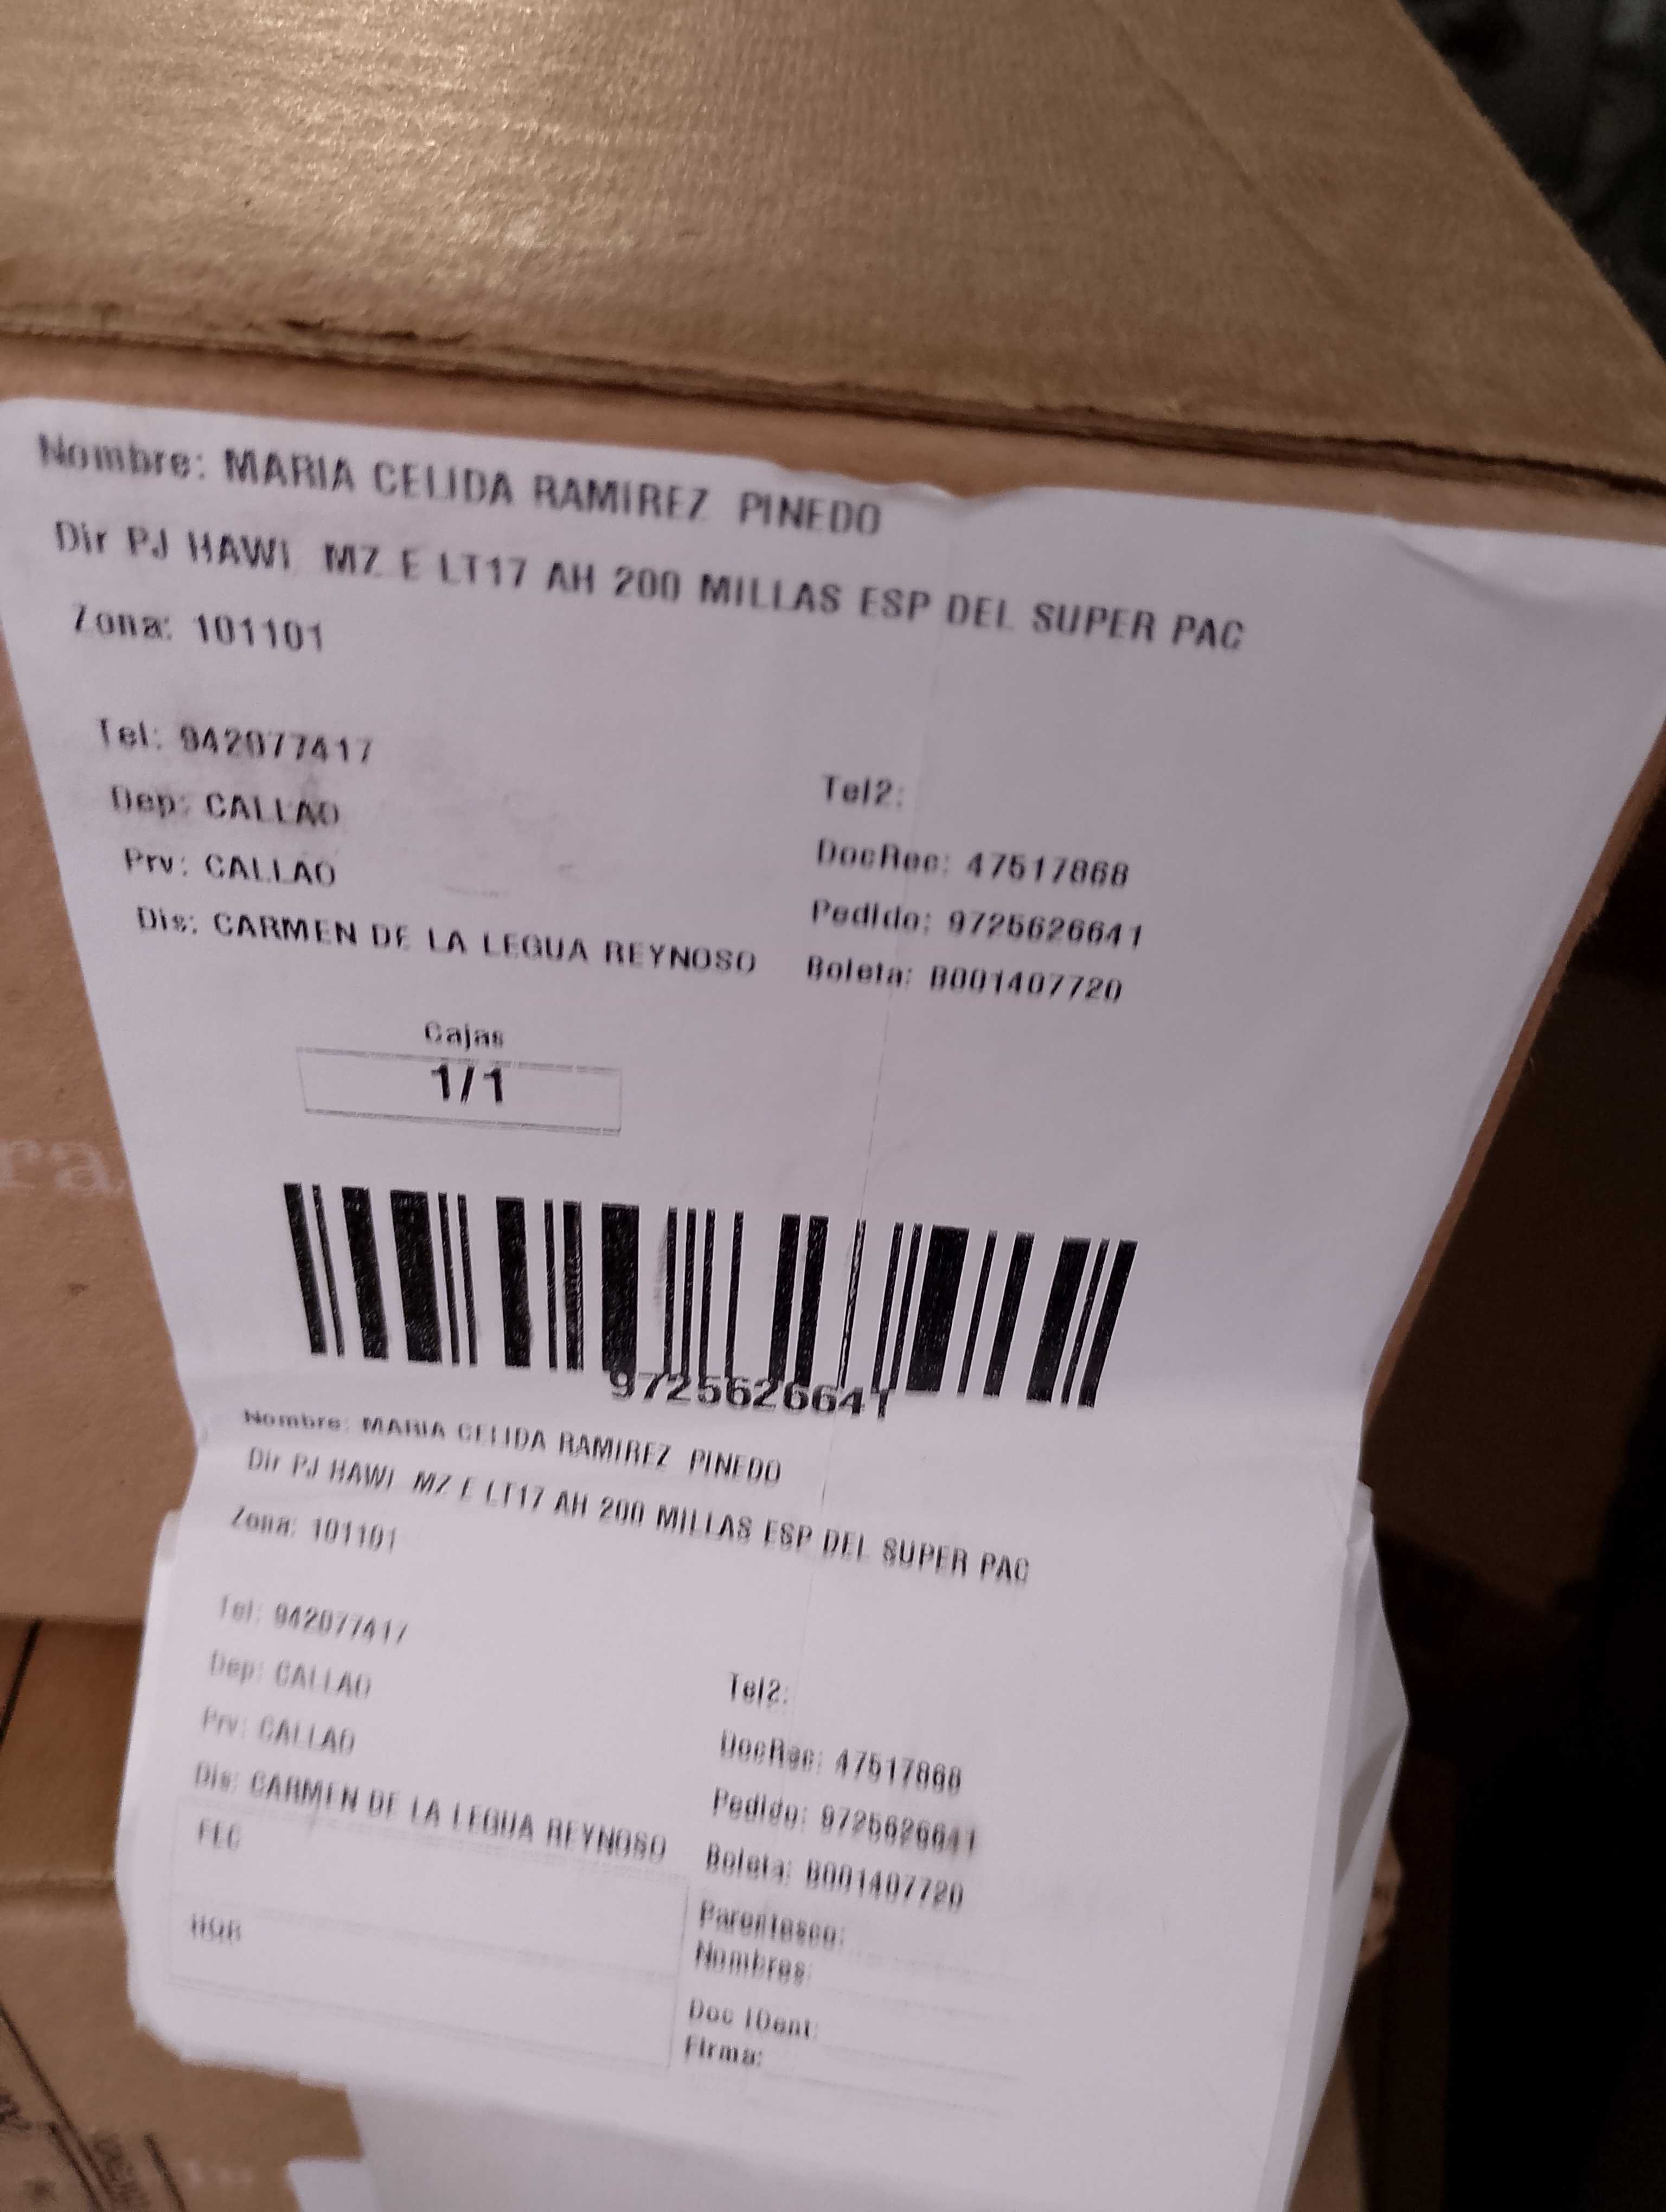 Nombre: MARIA CELIDA RAMIREZ PINEDO
Dir PJ HAWI MZ E LT17 AH 200 MILLAS ESP DEL SUPER PAC
Zona: 101101
Tel: 942077417
Dep: CALLAO
Prv: CALLAO
Dis: CARMEN DE LA LEGUA REYNOSO
Tel2:
DocRec: 47517868
Pedido: 9725626641
Boleta: B001407720
Cajas
1/1
9725626641
Nombre: MARIA CELIDA RAMIREZ PINEDO
Dir PJ HAWI MZ E LT17 AH 200 MILLAS ESP DEL SUPER PAC
Zona: 101101
Tel: 942077417
Dep: CALLAO
Prv: CALLAO
Dis: CARMEN DE LA LEGUA REYNOSO
Tel2:
DocRec: 47517868
Pedido: 9725626641
Boleta: B001407720
FEC
HOR
Parentesco:
Nombres:
Doc IDent:
Firma: